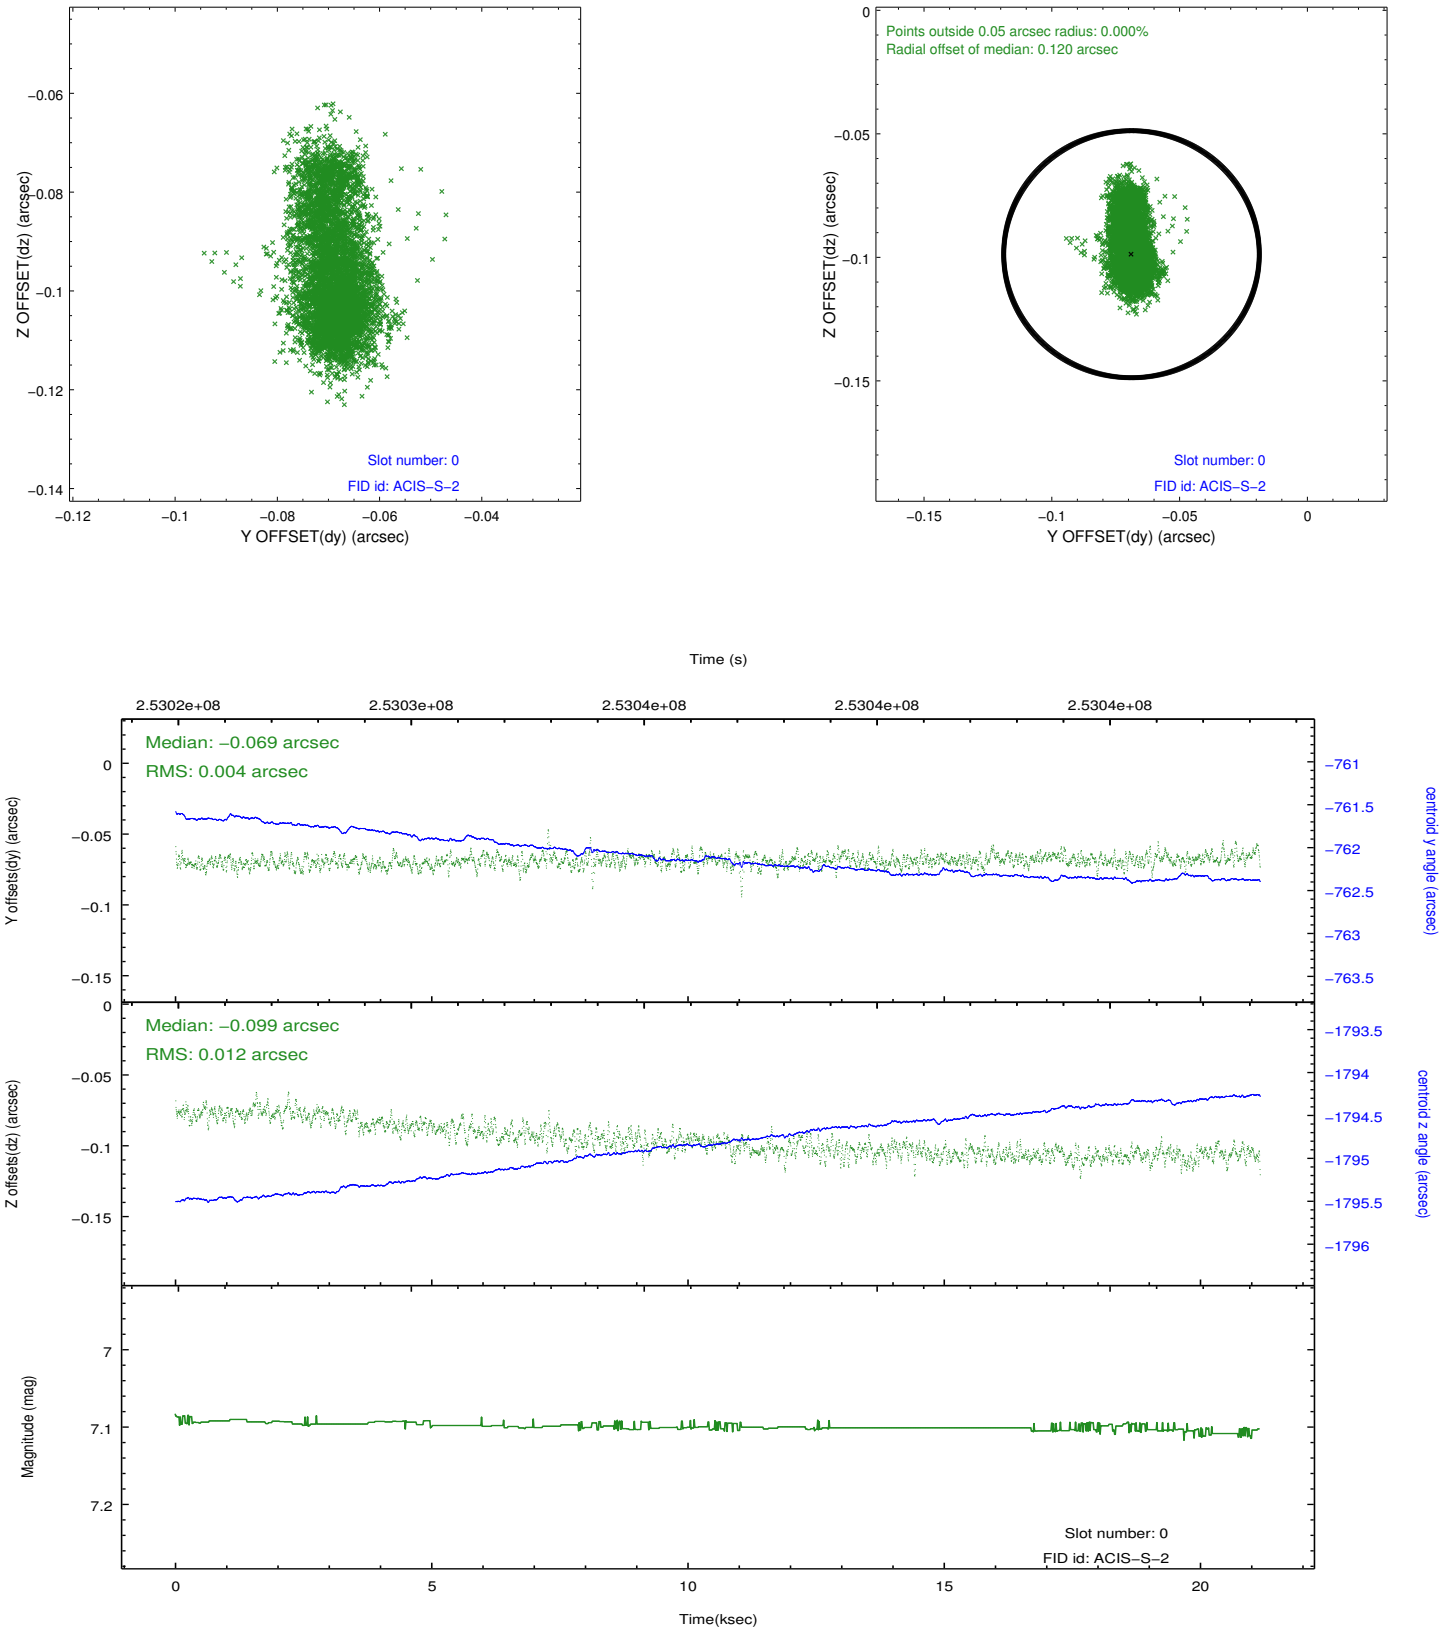 −0.06
−0.08
−0.1
−0.12
−0.14
Z OFFSET(dz) (arcsec)
Slot number: 0
FID id: ACIS−S−2
−0.12
−0.1
−0.08
−0.06
−0.04
Y OFFSET(dy) (arcsec)
Points outside 0.05 arcsec radius: 0.000%
Radial offset of median: 0.120 arcsec
0
−0.05
−0.1
−0.15
Z OFFSET(dz) (arcsec)
Slot number: 0
FID id: ACIS−S−2
−0.15
−0.1
−0.05
0
Y OFFSET(dy) (arcsec)
Time (s)
2.5302e+08
2.5303e+08
2.5304e+08
2.5304e+08
2.5304e+08
Median: −0.069 arcsec
RMS: 0.004 arcsec
0
−0.05
−0.1
−0.15
Y offsets(dy) (arcsec)
−761
−761.5
−762
−762.5
−763
−763.5
centroid y angle (arcsec)
Median: −0.099 arcsec
RMS: 0.012 arcsec
0
−0.05
−0.1
−0.15
Z offsets(dz) (arcsec)
−1793.5
−1794
−1794.5
−1795
−1795.5
−1796
centroid z angle (arcsec)
7
7.1
7.2
Magnitude (mag)
Slot number: 0
FID id: ACIS−S−2
0
5
10
15
20
Time(ksec)